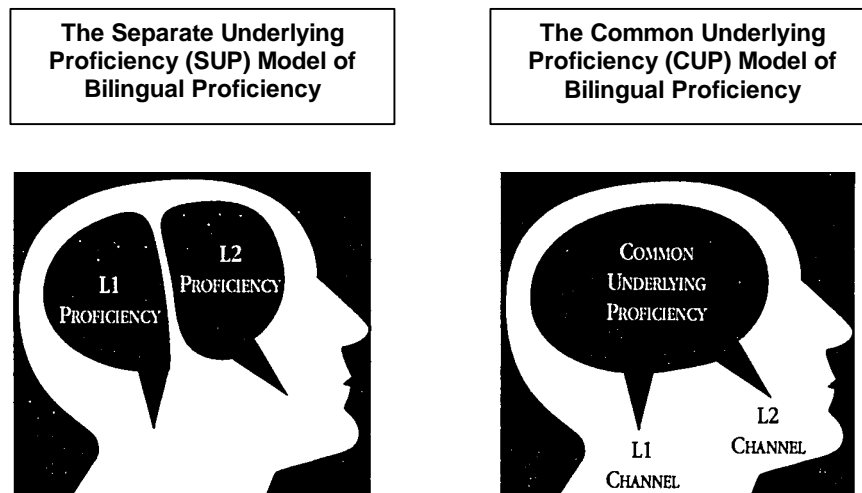 The Separate Underlying
Proficiency (SUP) Model of
Bilingual Proficiency
The Common Underlying
Proficiency (CUP) Model of
Bilingual Proficiency
L1
PROFICIENCY
L2
PROFICIENCY
COMMON
UNDERLYING
PROFICIENCY
L1
CHANNEL
L2
CHANNEL